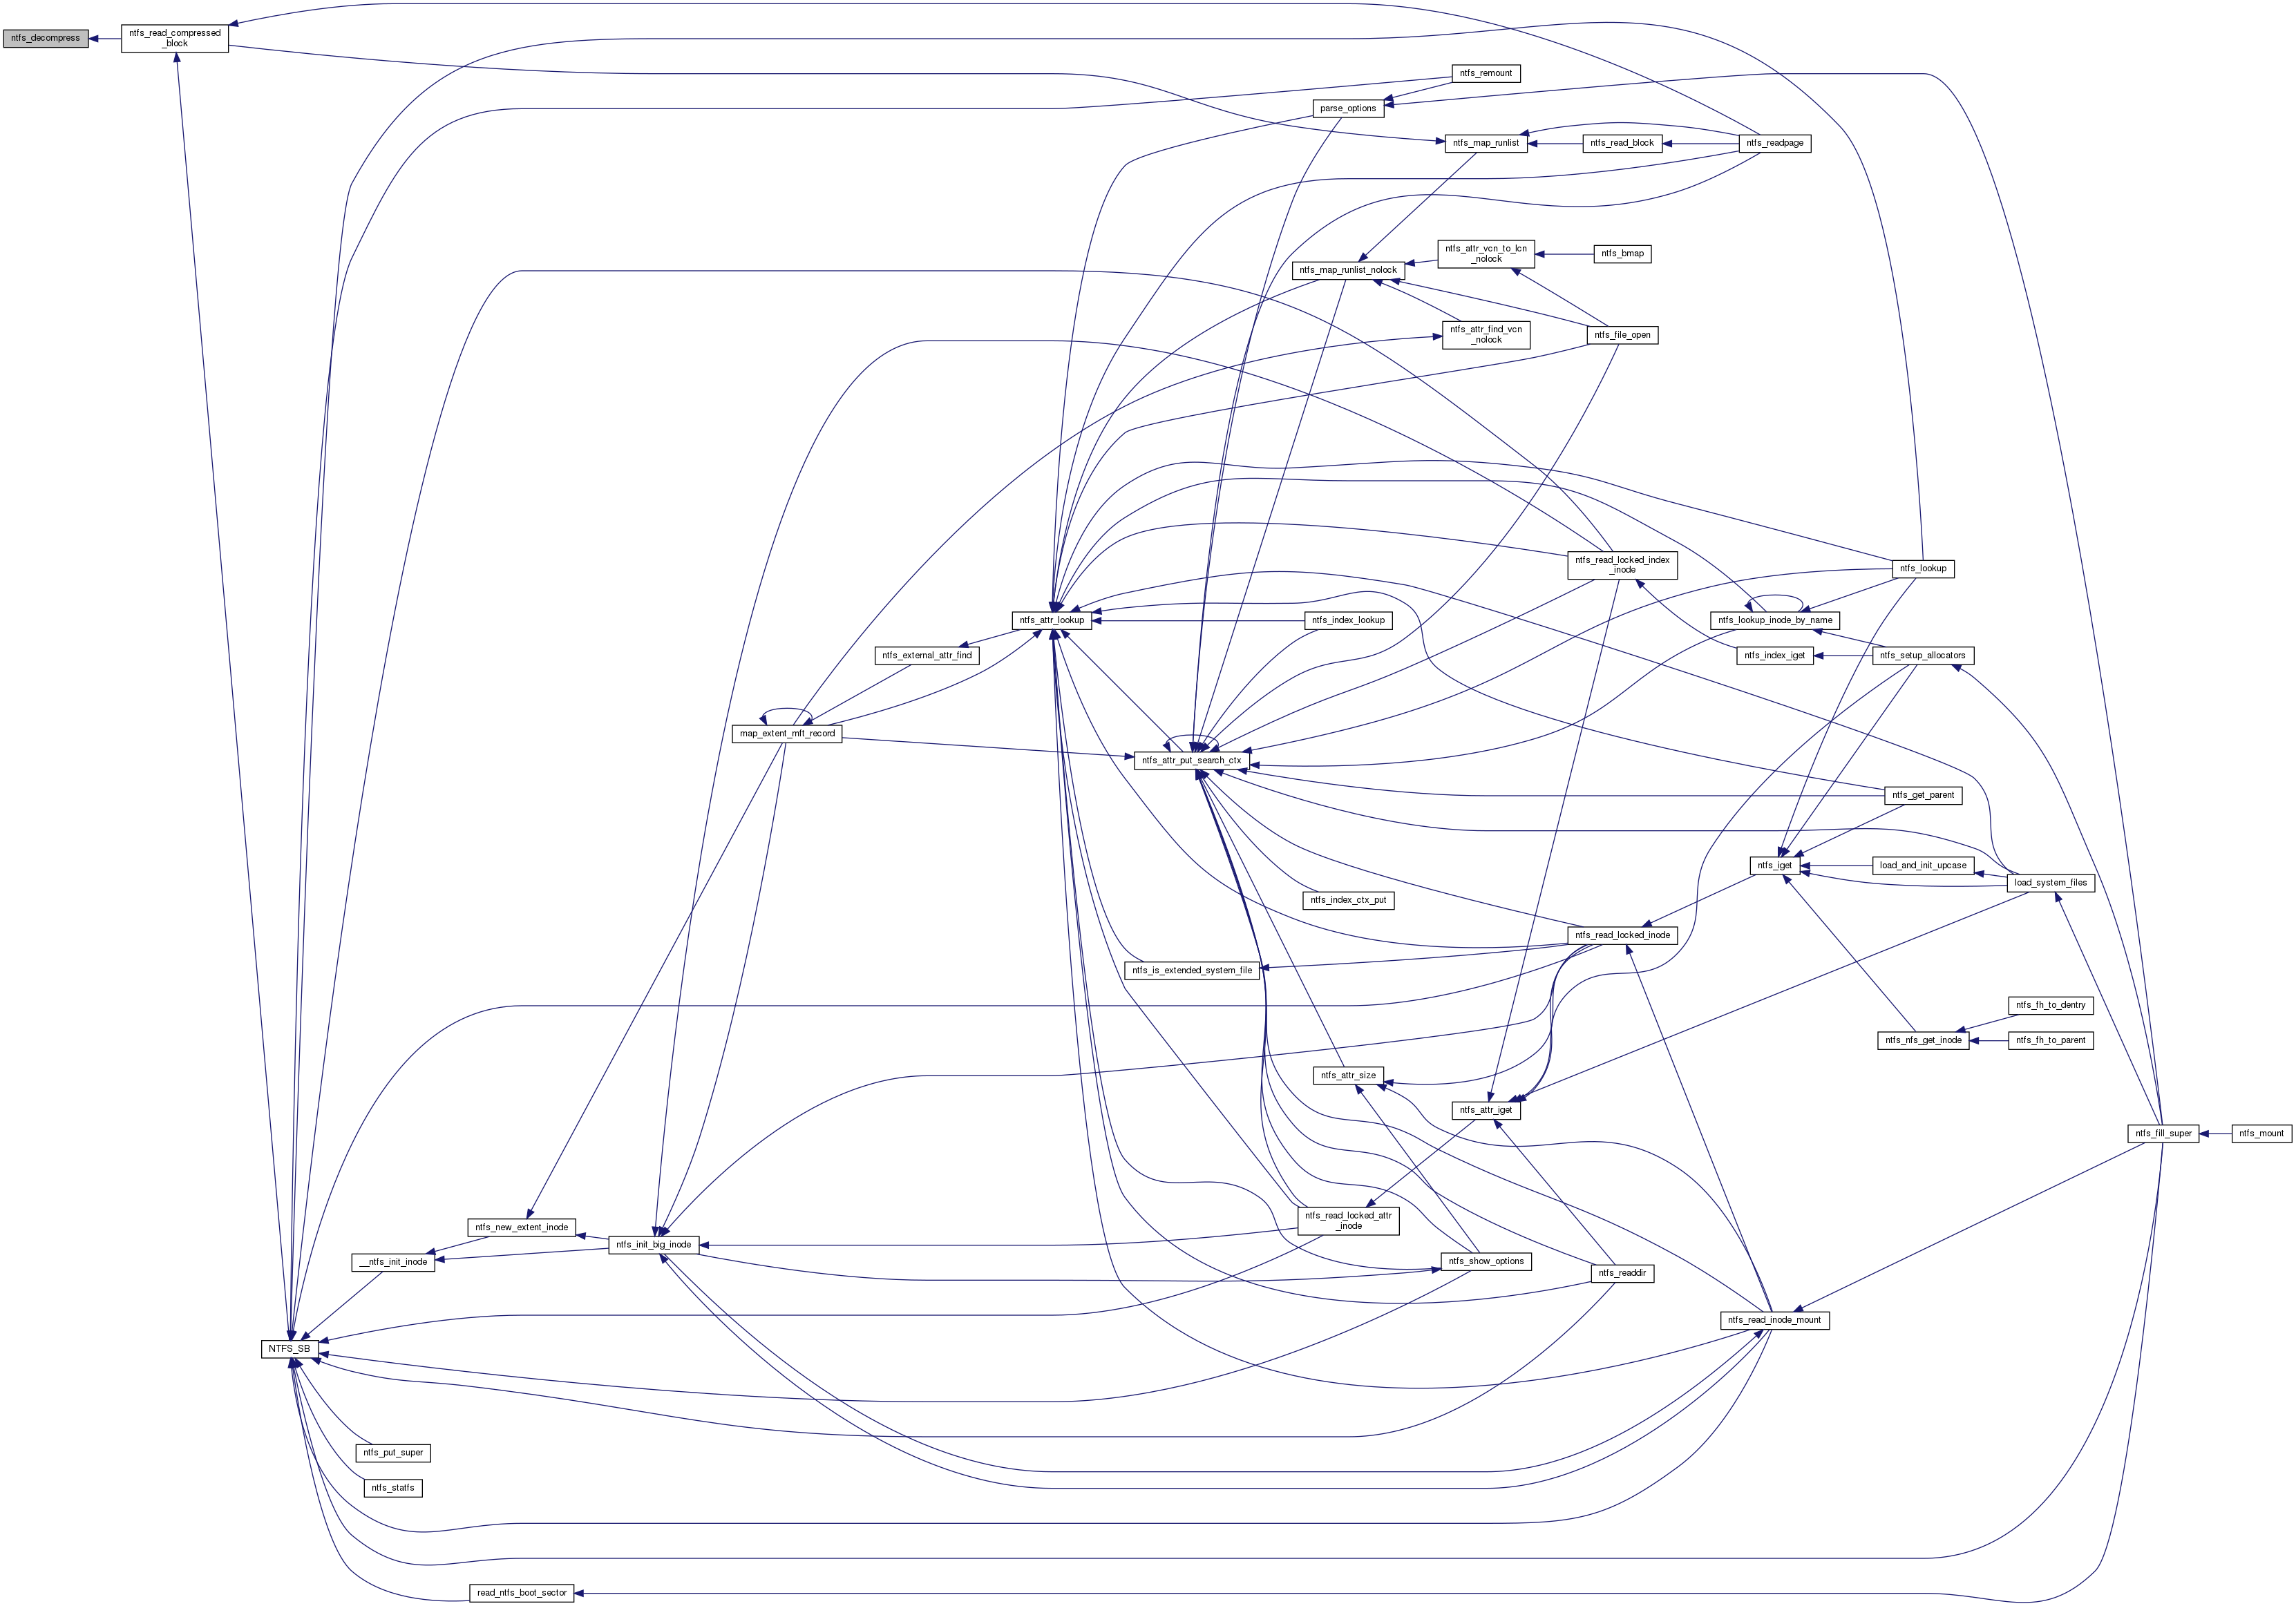 ntfs_decompress
ntfs_read_compressed
_block
ntfs_remount
parse_options
ntfs_map_runlist
ntfs_read_block
ntfs_readpage
ntfs_attr_vcn_to_lcn
_nolock
ntfs_bmap
ntfs_map_runlist_nolock
ntfs_attr_find_vcn
_nolock
ntfs_file_open
ntfs_read_locked_index
_inode
ntfs_lookup
ntfs_attr_lookup
ntfs_index_lookup
ntfs_lookup_inode_by_name
ntfs_external_attr_find
ntfs_index_iget
ntfs_setup_allocators
map_extent_mft_record
ntfs_attr_put_search_ctx
ntfs_get_parent
ntfs_iget
load_and_init_upcase
load_system_files
ntfs_index_ctx_put
ntfs_read_locked_inode
ntfs_is_extended_system_file
ntfs_fh_to_dentry
ntfs_nfs_get_inode
ntfs_fh_to_parent
ntfs_attr_size
ntfs_attr_iget
ntfs_fill_super
ntfs_mount
ntfs_read_locked_attr
_inode
ntfs_new_extent_inode
ntfs_init_big_inode
__ntfs_init_inode
ntfs_show_options
ntfs_readdir
ntfs_read_inode_mount
NTFS_SB
ntfs_put_super
ntfs_statfs
read_ntfs_boot_sector